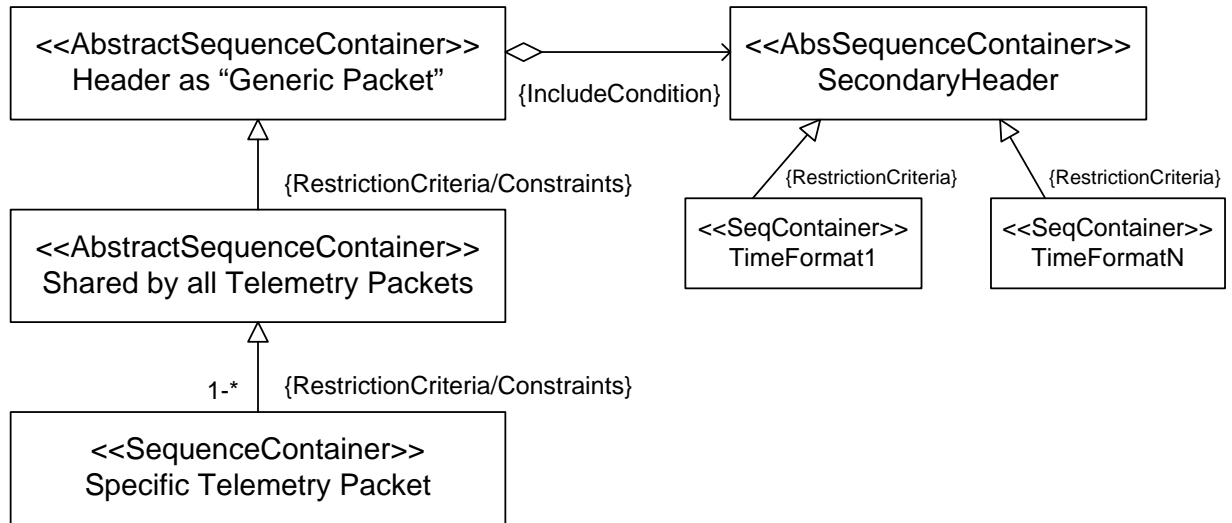 <<AbstractSequenceContainer>>
Header as “Generic Packet”
{IncludeCondition}
<<AbsSequenceContainer>>
SecondaryHeader
{RestrictionCriteria/Constraints}
{RestrictionCriteria}
{RestrictionCriteria}
<<AbstractSequenceContainer>>
Shared by all Telemetry Packets
<<SeqContainer>>
TimeFormat1
<<SeqContainer>>
TimeFormatN
1-*
{RestrictionCriteria/Constraints}
<<SequenceContainer>>
Specific Telemetry Packet